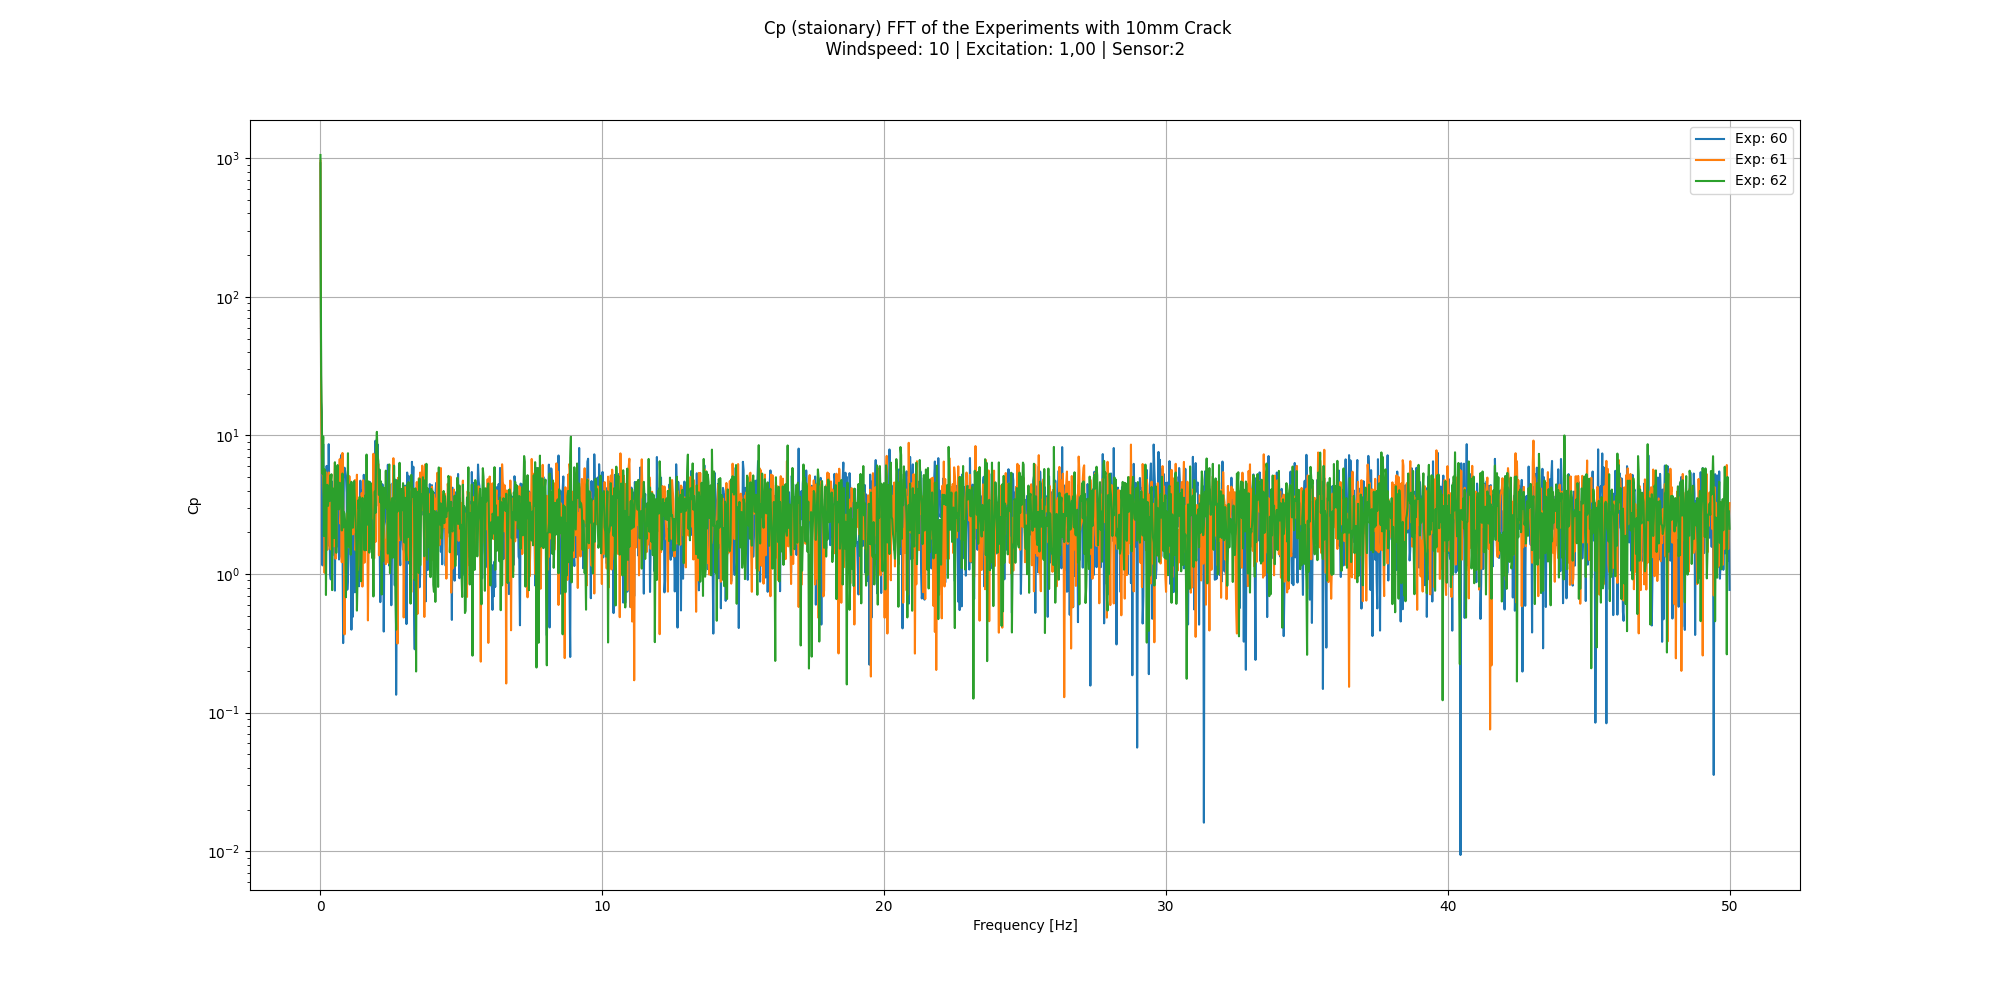 Cp (staionary) FFT of the Experiments with 10mm Crack
Windspeed: 10 | Excitation: 1,00 | Sensor:2
Exp: 60
Exp: 61
Exp: 62
10³
10²
10¹
10⁰
10⁻¹
10⁻²
Cp
0 10 20 30 40 50
Frequency [Hz]